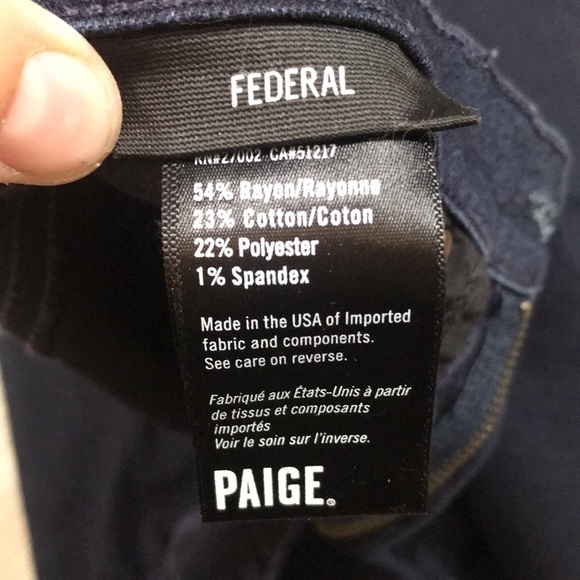 FEDERAL
RN#27002 CA#51217
54% Rayon/Rayonne
23% Cotton/Coton
22% Polyester
1% Spandex
Made in the USA of Imported
fabric and components.
See care on reverse.
Fabriqué aux États-Unis à partir
de tissus et composants
importés
Voir le soin sur l'inverse.
PAIGE®